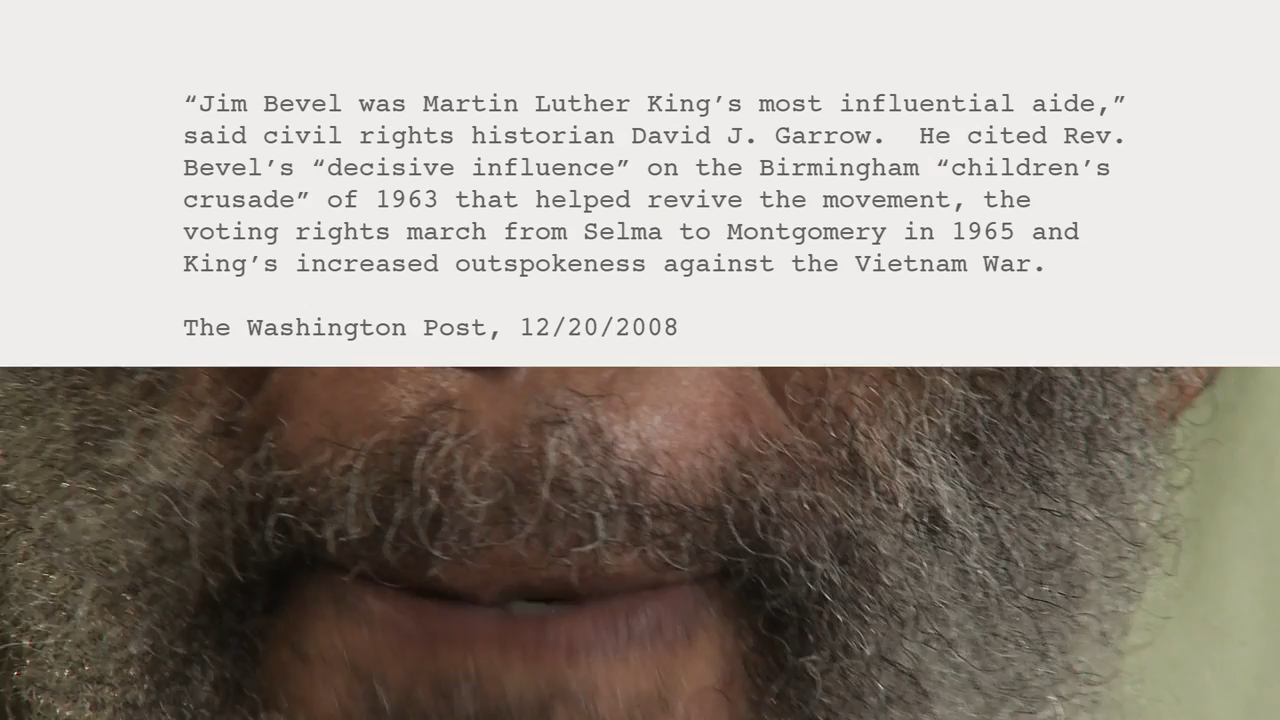 “Jim Bevel was Martin Luther King’s most influential aide,”
said civil rights historian David J. Garrow.  He cited Rev.
Bevel’s “decisive influence” on the Birmingham “children’s
crusade” of 1963 that helped revive the movement, the
voting rights march from Selma to Montgomery in 1965 and
King’s increased outspokeness against the Vietnam War.
The Washington Post, 12/20/2008